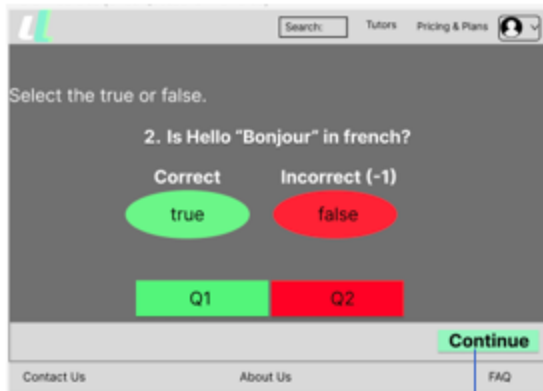 LL
Search: Tutors Pricing & Plans
Select the true or false.
2. Is Hello "Bonjour" in french?
Correct Incorrect (-1)
true false
Q1 Q2
Continue
Contact Us About Us FAQ